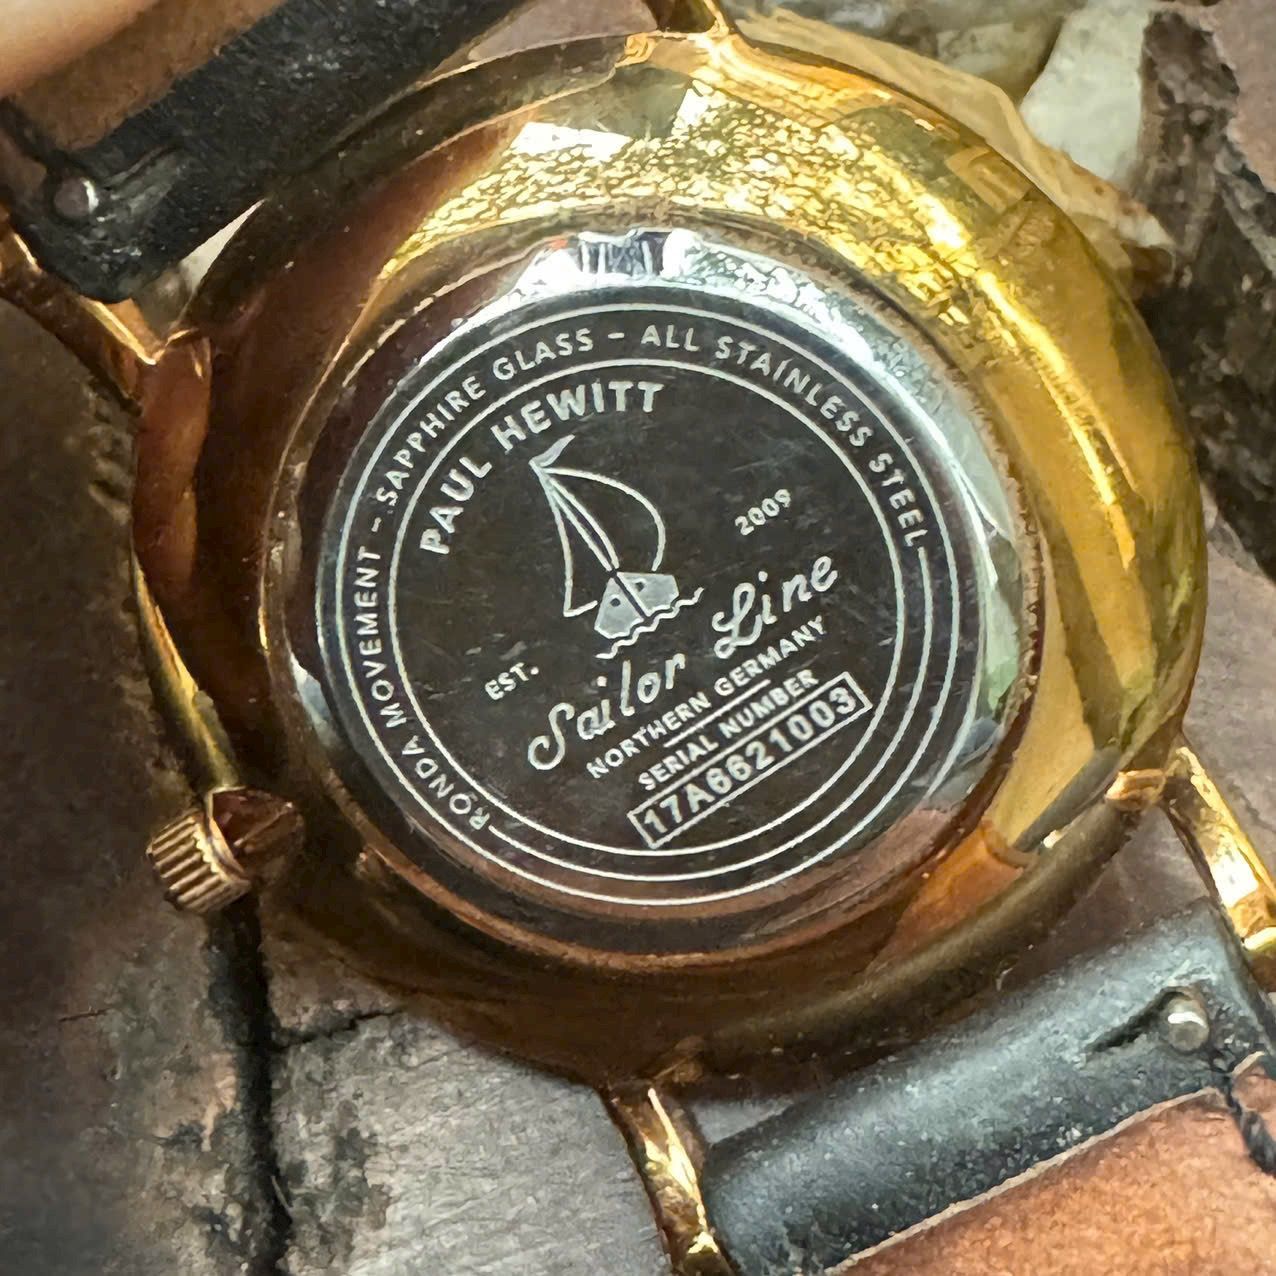 RONDA MOVEMENT - SAPPHIRE GLASS - ALL STAINLESS STEEL
PAUL HEWITT
EST. 2009
Sailor Line
NORTHERN GERMANY
SERIAL NUMBER
17A6621003